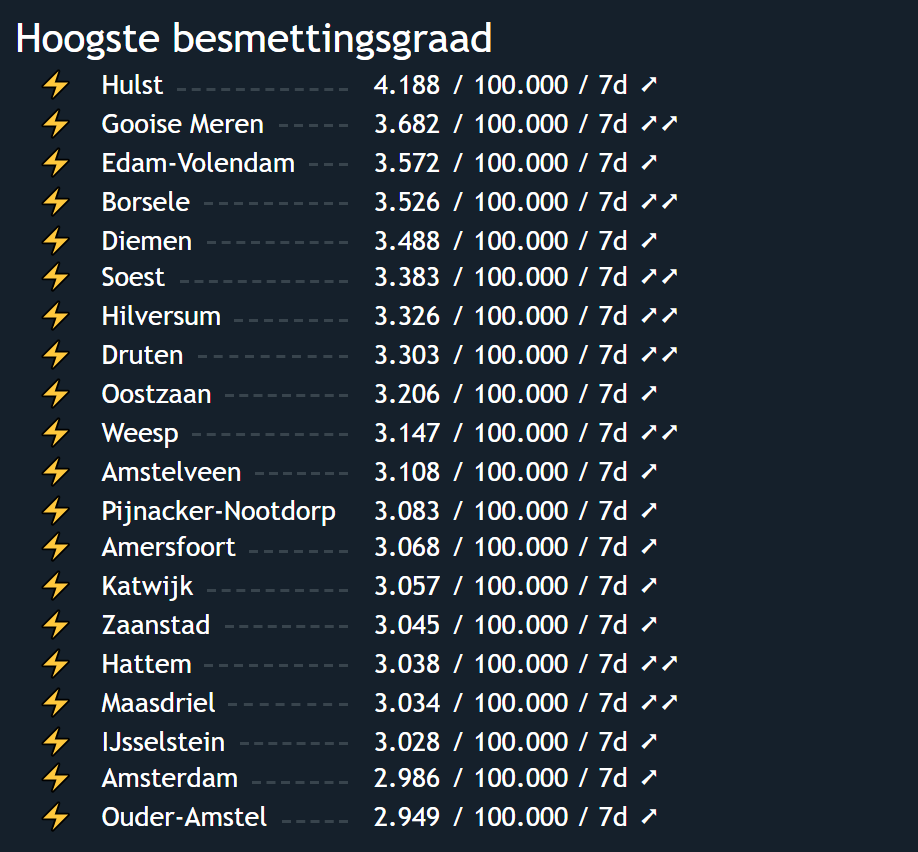 Hoogste besmettingsgraad
⚡ Hulst 4.188 / 100.000 / 7d ➚
⚡ Gooise Meren 3.682 / 100.000 / 7d ➚➚
⚡ Edam-Volendam 3.572 / 100.000 / 7d ➚
⚡ Borsele 3.526 / 100.000 / 7d ➚➚
⚡ Diemen 3.488 / 100.000 / 7d ➚
⚡ Soest 3.383 / 100.000 / 7d ➚➚
⚡ Hilversum 3.326 / 100.000 / 7d ➚➚
⚡ Druten 3.303 / 100.000 / 7d ➚➚
⚡ Oostzaan 3.206 / 100.000 / 7d ➚
⚡ Weesp 3.147 / 100.000 / 7d ➚➚
⚡ Amstelveen 3.108 / 100.000 / 7d ➚
⚡ Pijnacker-Nootdorp 3.083 / 100.000 / 7d ➚
⚡ Amersfoort 3.068 / 100.000 / 7d ➚
⚡ Katwijk 3.057 / 100.000 / 7d ➚
⚡ Zaanstad 3.045 / 100.000 / 7d ➚
⚡ Hattem 3.038 / 100.000 / 7d ➚➚
⚡ Maasdriel 3.034 / 100.000 / 7d ➚➚
⚡ IJsselstein 3.028 / 100.000 / 7d ➚
⚡ Amsterdam 2.986 / 100.000 / 7d ➚
⚡ Ouder-Amstel 2.949 / 100.000 / 7d ➚